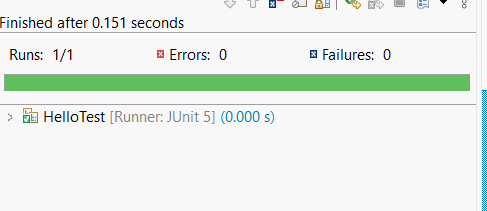 Finished after 0.151 seconds
Runs: 1/1 Errors: 0 Failures: 0
HelloTest [Runner: JUnit 5] (0.000 s)